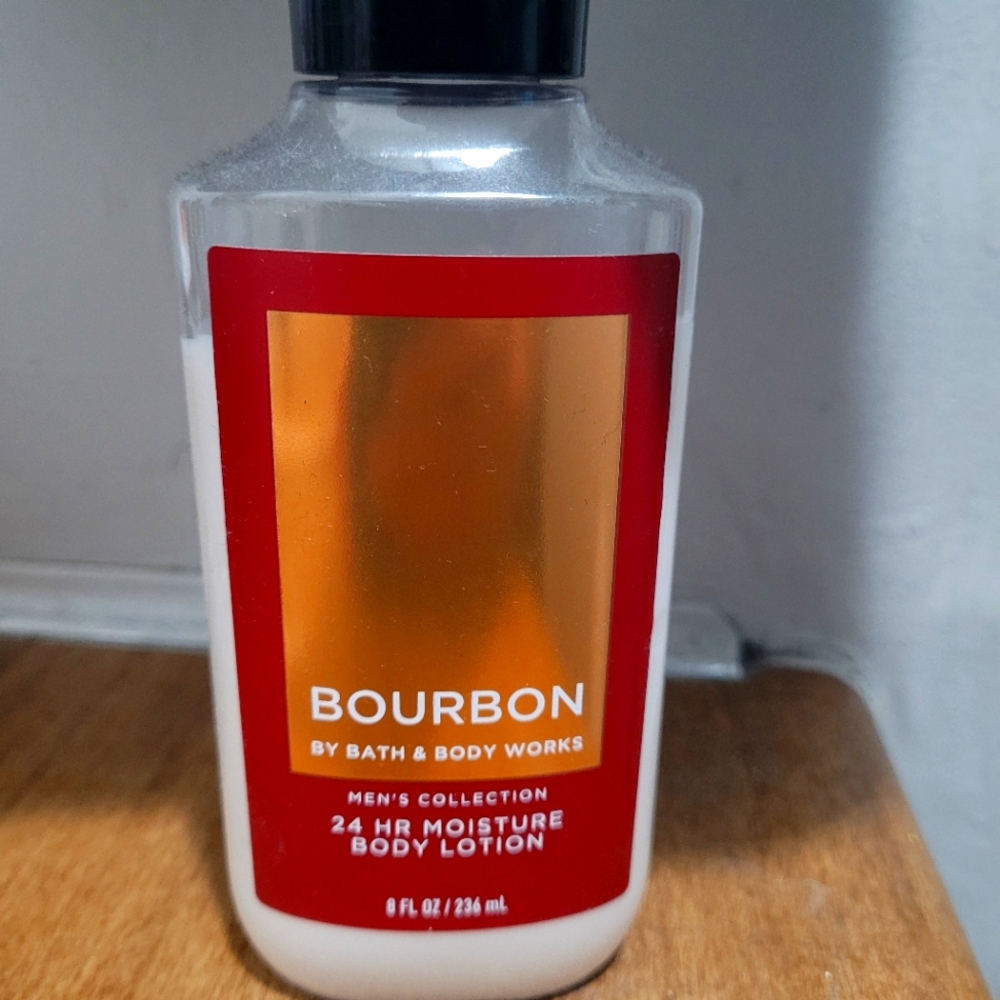 BOURBON
BY BATH & BODY WORKS
MEN'S COLLECTION
24 HR MOISTURE
BODY LOTION
8 FL OZ / 236 mL